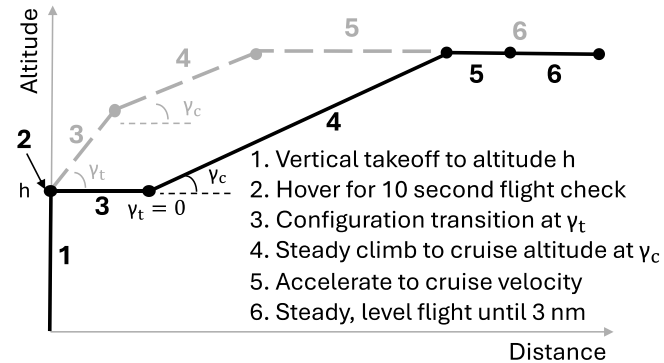 Altitude
5
6
4
γc
5
6
3
2
γt
4
γc
h
3
γt = 0
1
1. Vertical takeoff to altitude h
2. Hover for 10 second flight check
3. Configuration transition at γt
4. Steady climb to cruise altitude at γc
5. Accelerate to cruise velocity
6. Steady, level flight until 3 nm
Distance